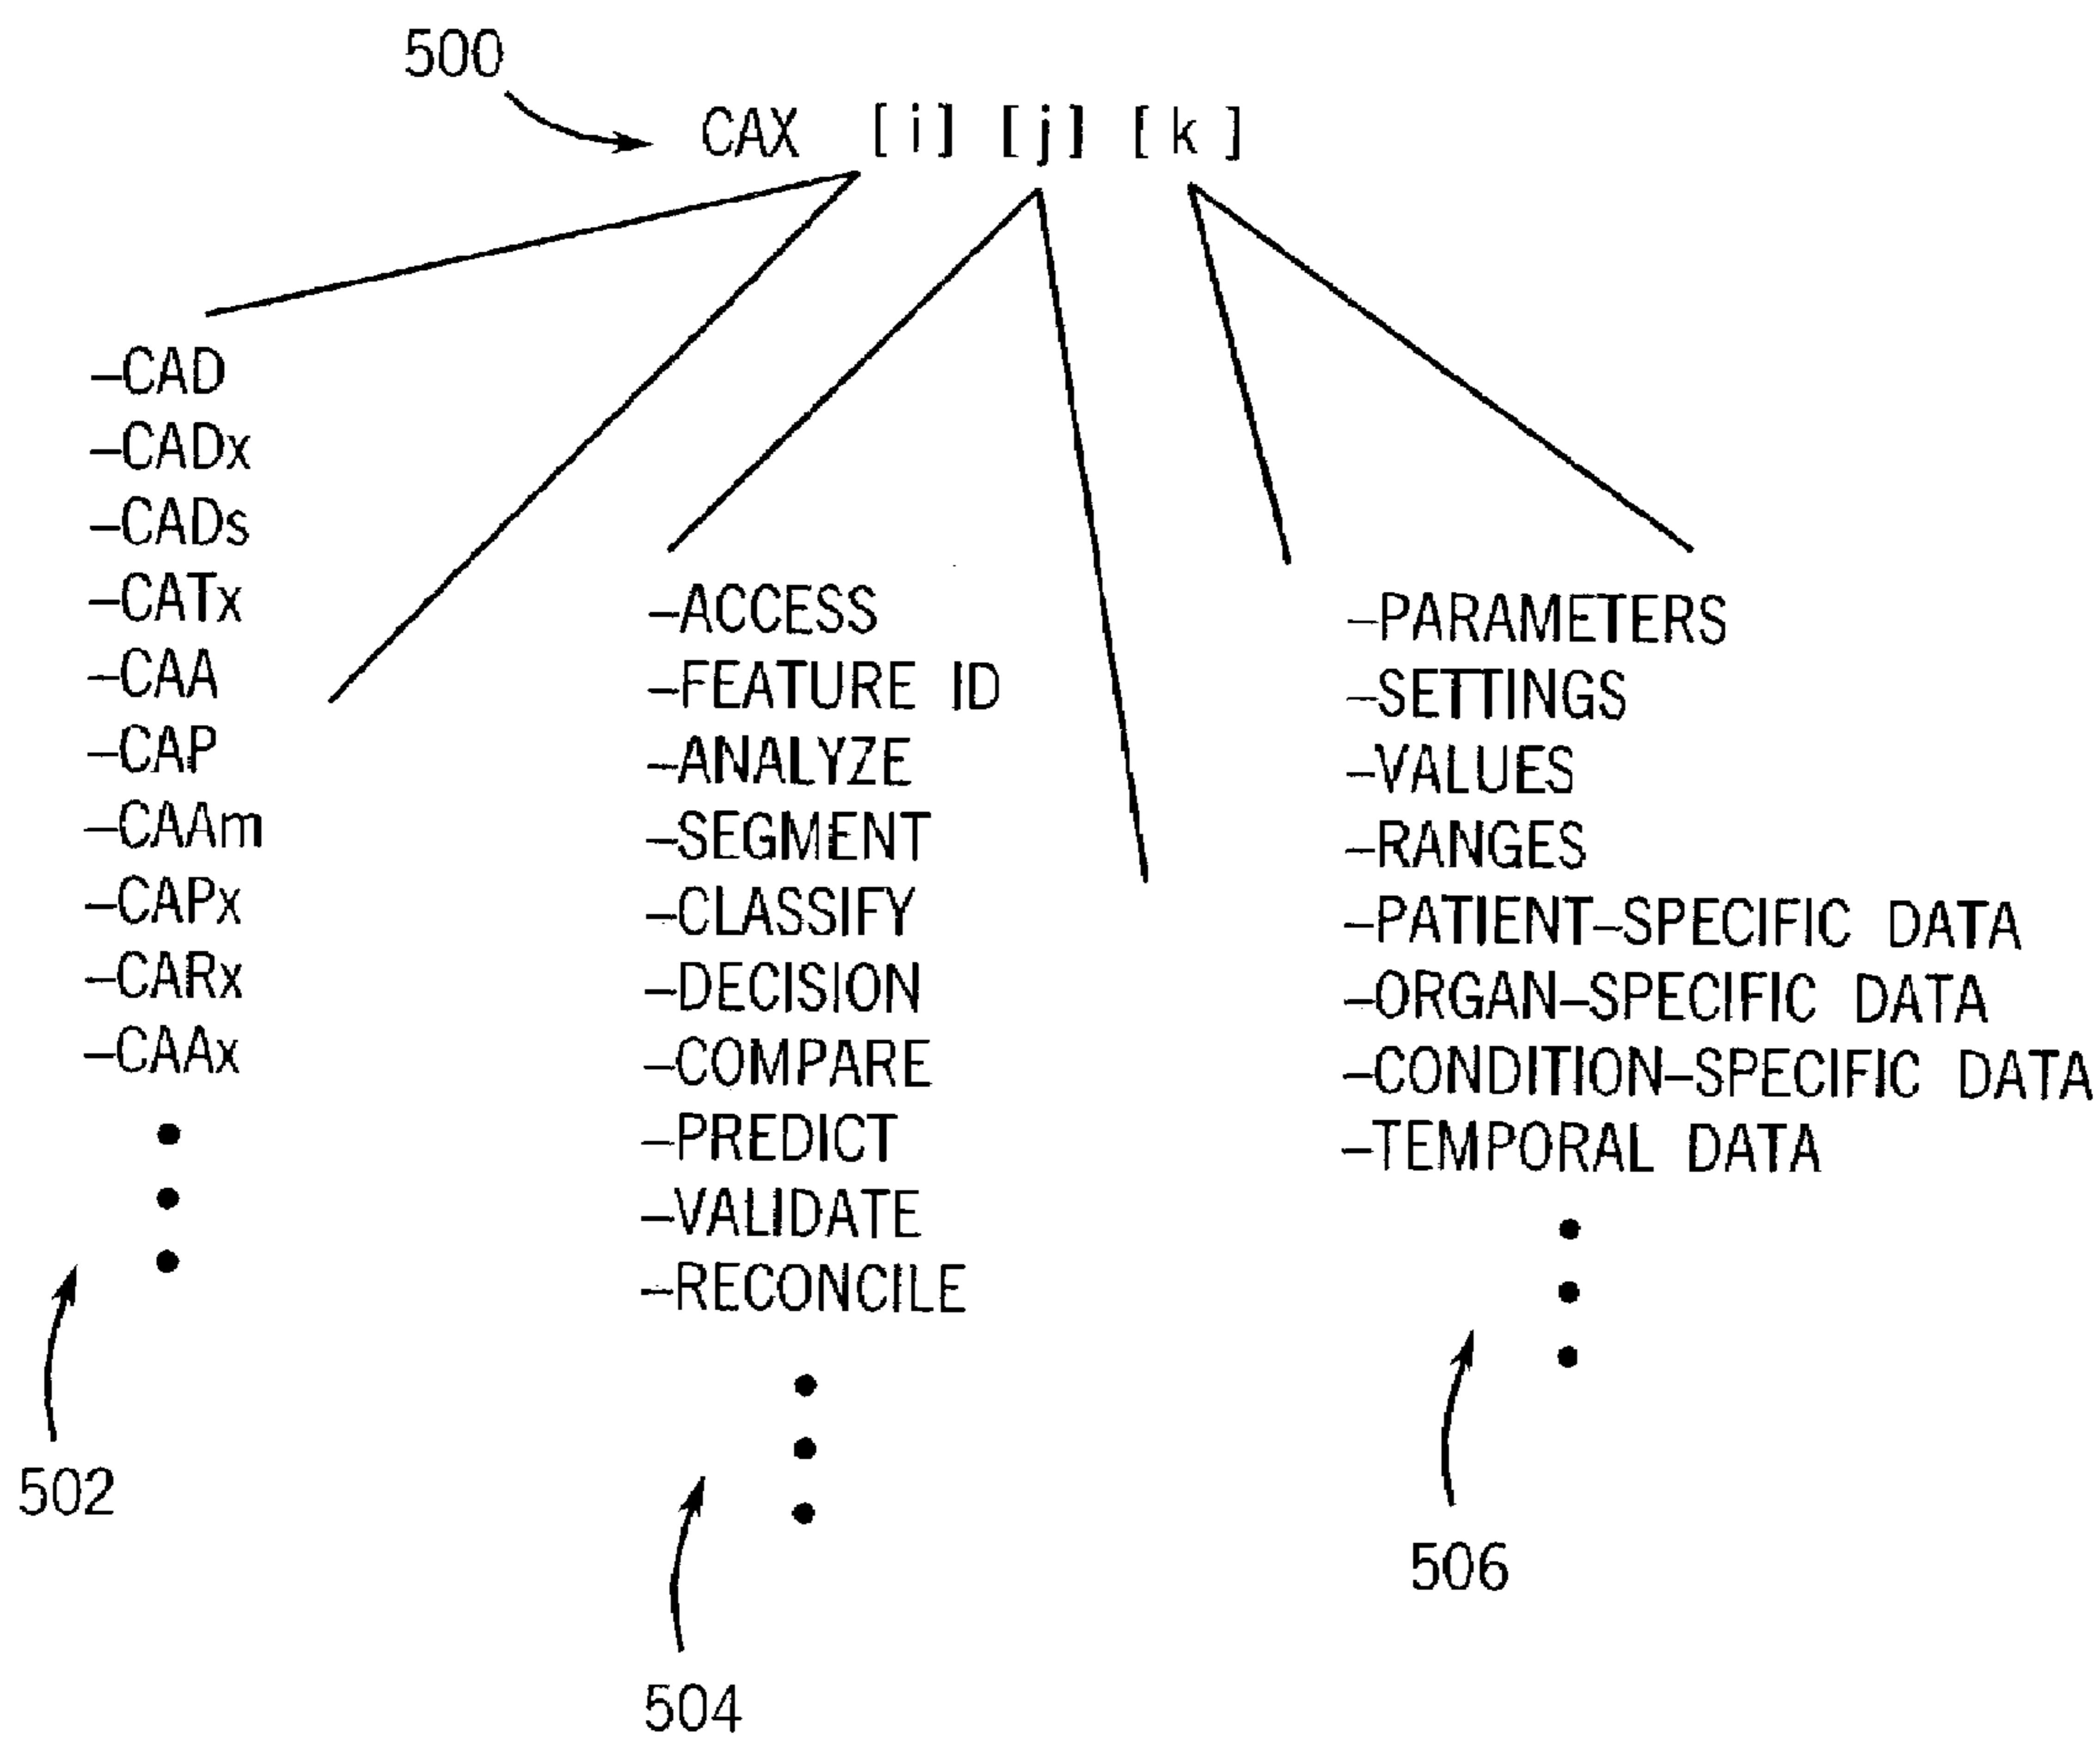 500
CAX [i] [j] [k]
–CAD
–CADx
–CADs
–CATx
–CAA
–CAP
–CAAm
–CAPx
–CARx
–CAAx
502
–ACCESS
–FEATURE ID
–ANALYZE
–SEGMENT
–CLASSIFY
–DECISION
–COMPARE
–PREDICT
–VALIDATE
–RECONCILE
504
–PARAMETERS
–SETTINGS
–VALUES
–RANGES
–PATIENT–SPECIFIC DATA
–ORGAN–SPECIFIC DATA
–CONDITION–SPECIFIC DATA
–TEMPORAL DATA
506